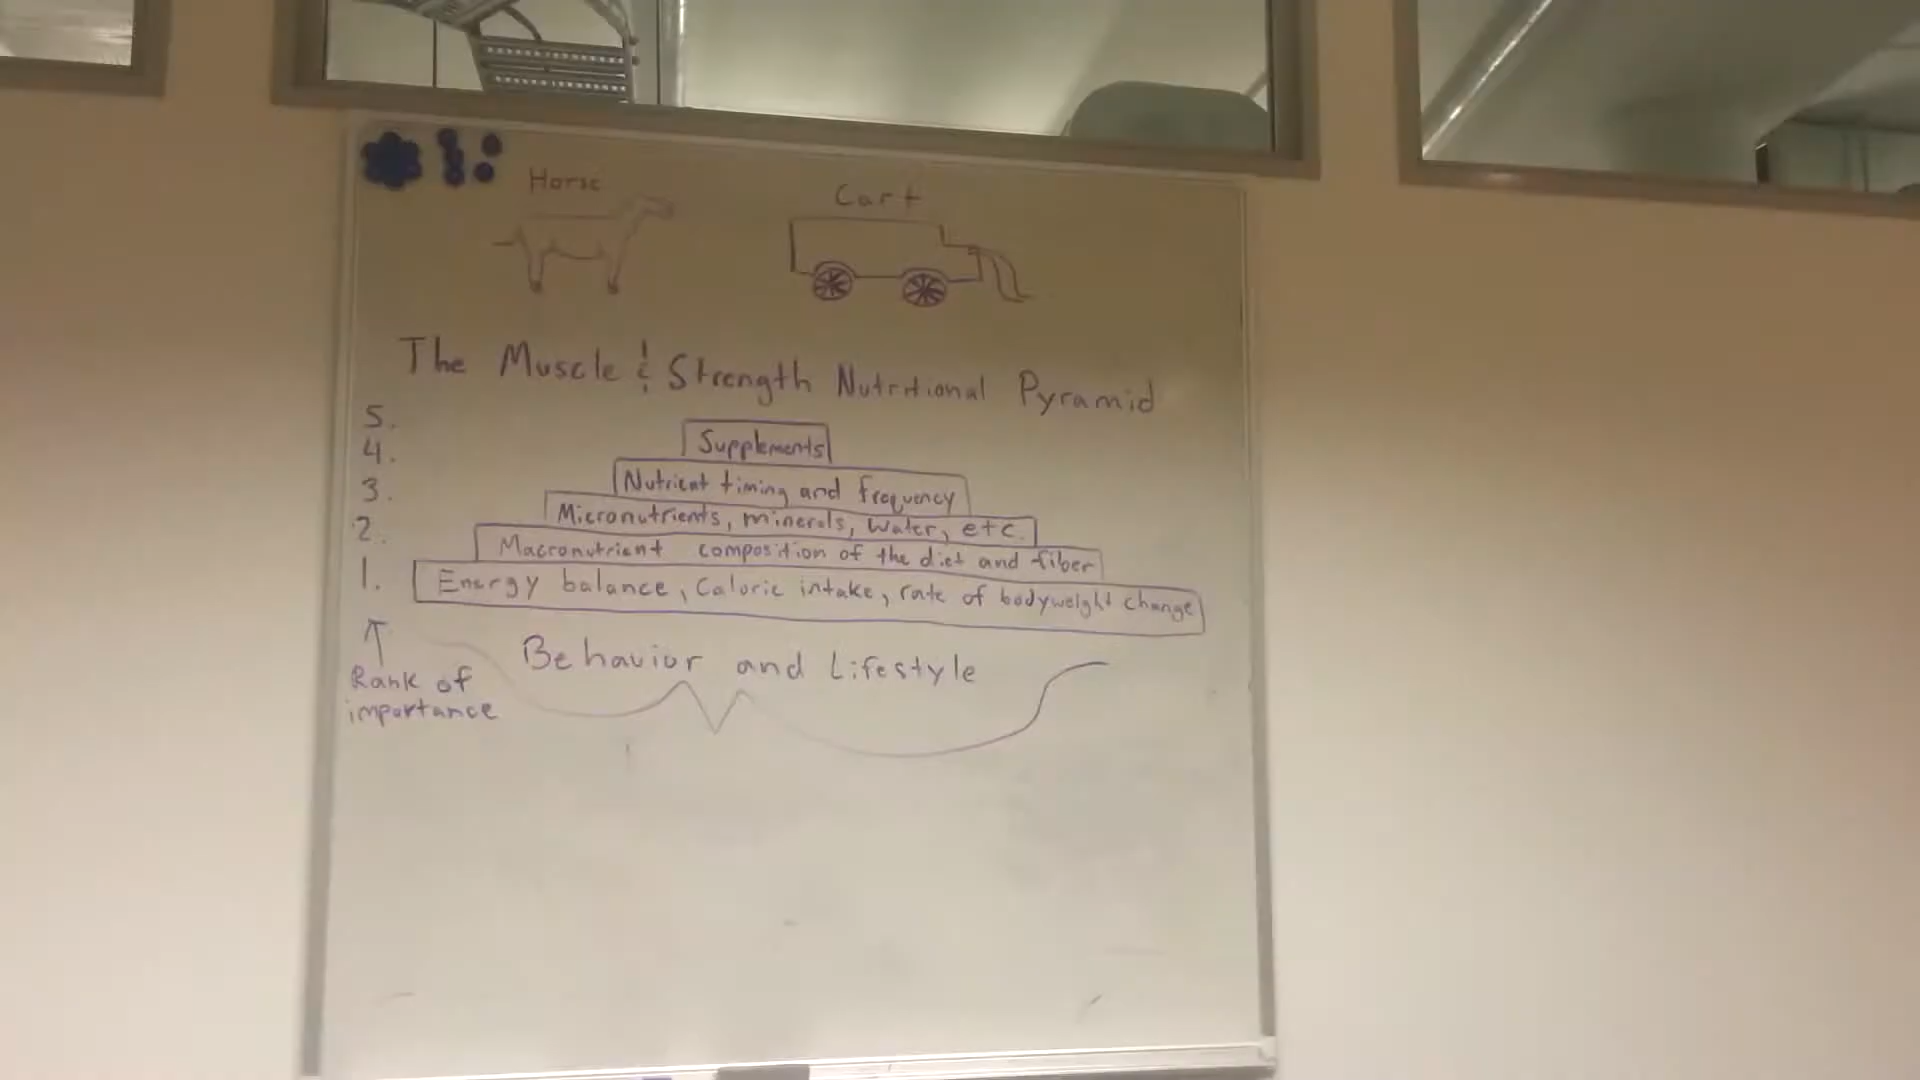 Horse
Cart
The Muscle & Strength Nutritional Pyramid
5.
Supplements
4.
Nutrient timing and frequency
3.
Micronutrients, minerals, water, etc.
2.
Macronutrient composition of the diet and fiber
1.
Energy balance, Caloric intake, rate of bodyweight change
Behavior and Lifestyle
Rank of
importance